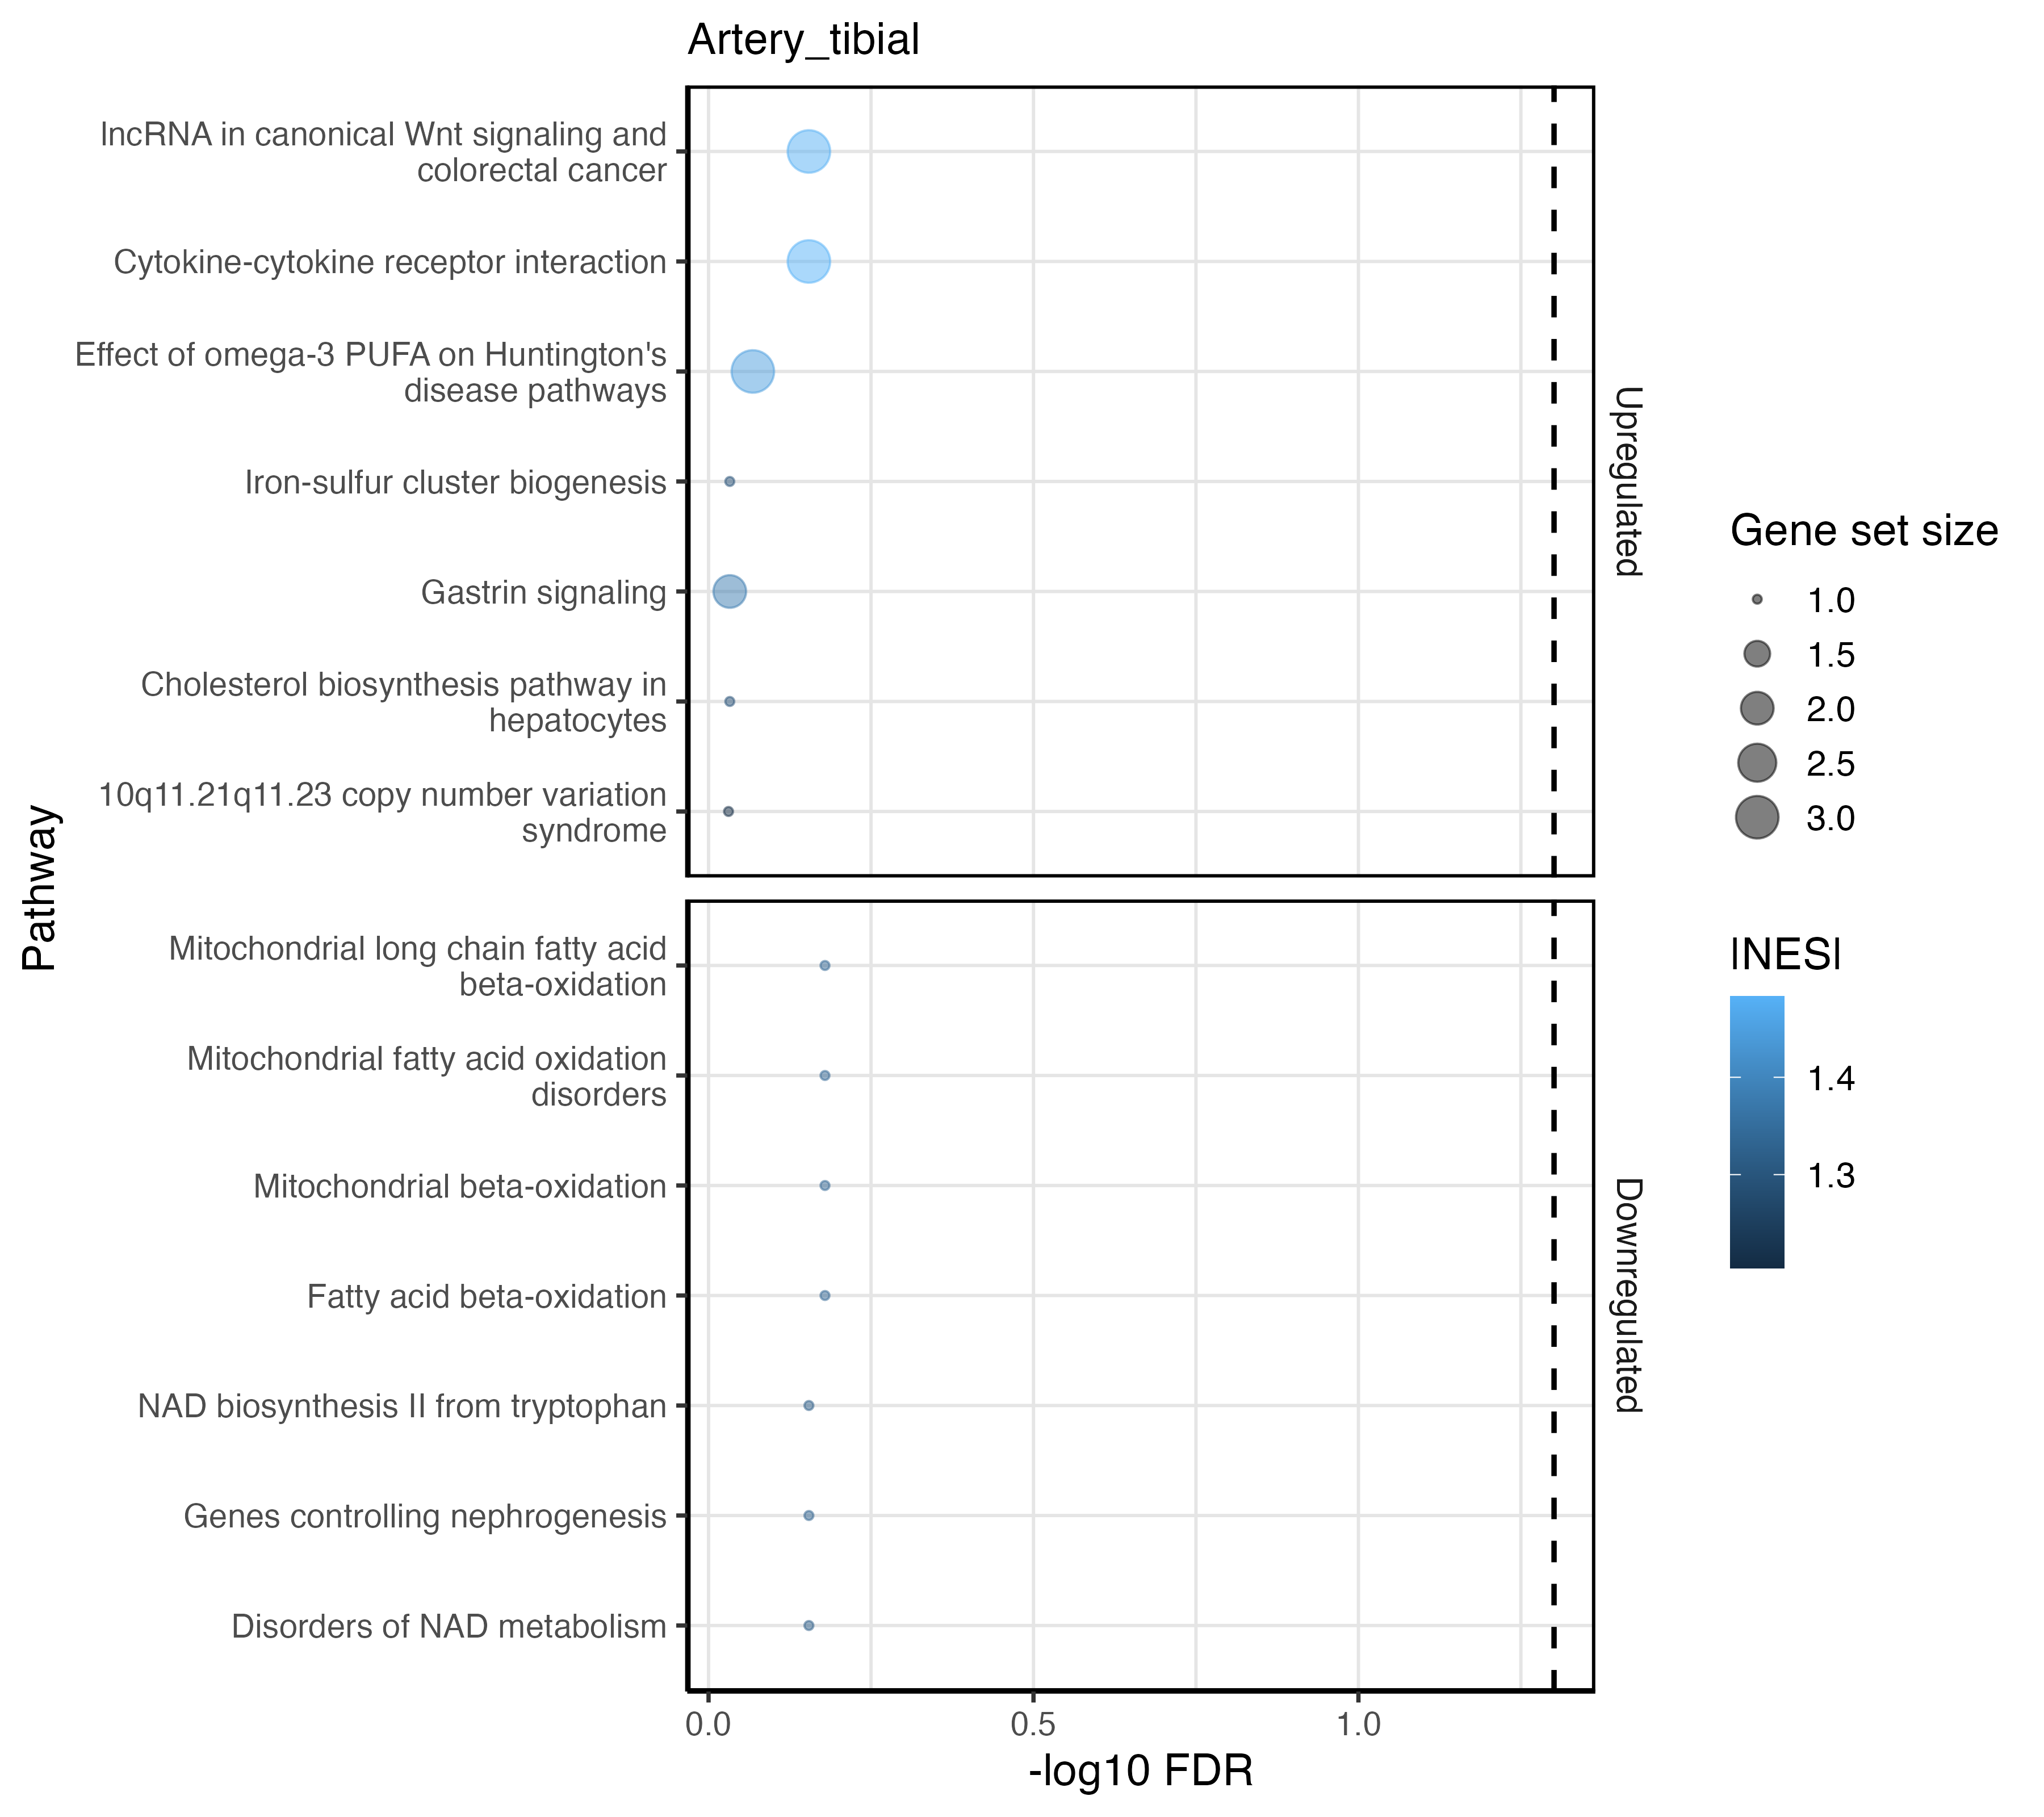 Artery_tibial
lncRNA in canonical Wnt signaling and
colorectal cancer
Cytokine-cytokine receptor interaction
Effect of omega-3 PUFA on Huntington's
disease pathways
Iron-sulfur cluster biogenesis
Gastrin signaling
Cholesterol biosynthesis pathway in
hepatocytes
10q11.21q11.23 copy number variation
syndrome
Upregulated
Pathway
Mitochondrial long chain fatty acid
beta-oxidation
Mitochondrial fatty acid oxidation
disorders
Mitochondrial beta-oxidation
Fatty acid beta-oxidation
NAD biosynthesis II from tryptophan
Genes controlling nephrogenesis
Disorders of NAD metabolism
Downregulated
0.0
0.5
1.0
-log10 FDR
Gene set size
1.0
1.5
2.0
2.5
3.0
|NES|
1.4
1.3